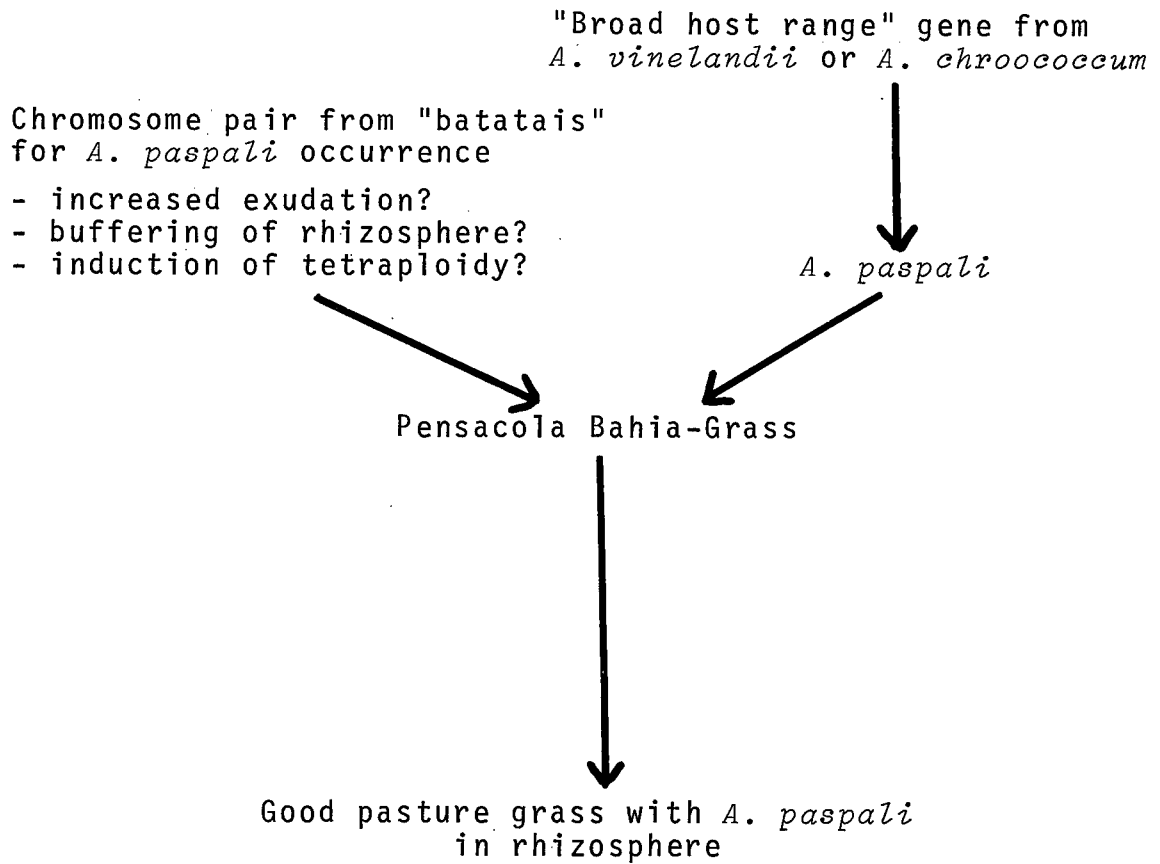 "Broad host range" gene from
A. vinelandii or A. chroococcum
Chromosome pair from "batatais"
for A. paspali occurrence
- increased exudation?
- buffering of rhizosphere?
- induction of tetraploidy?
A. paspali
Pensacola Bahia-Grass
Good pasture grass with A. paspali
in rhizosphere